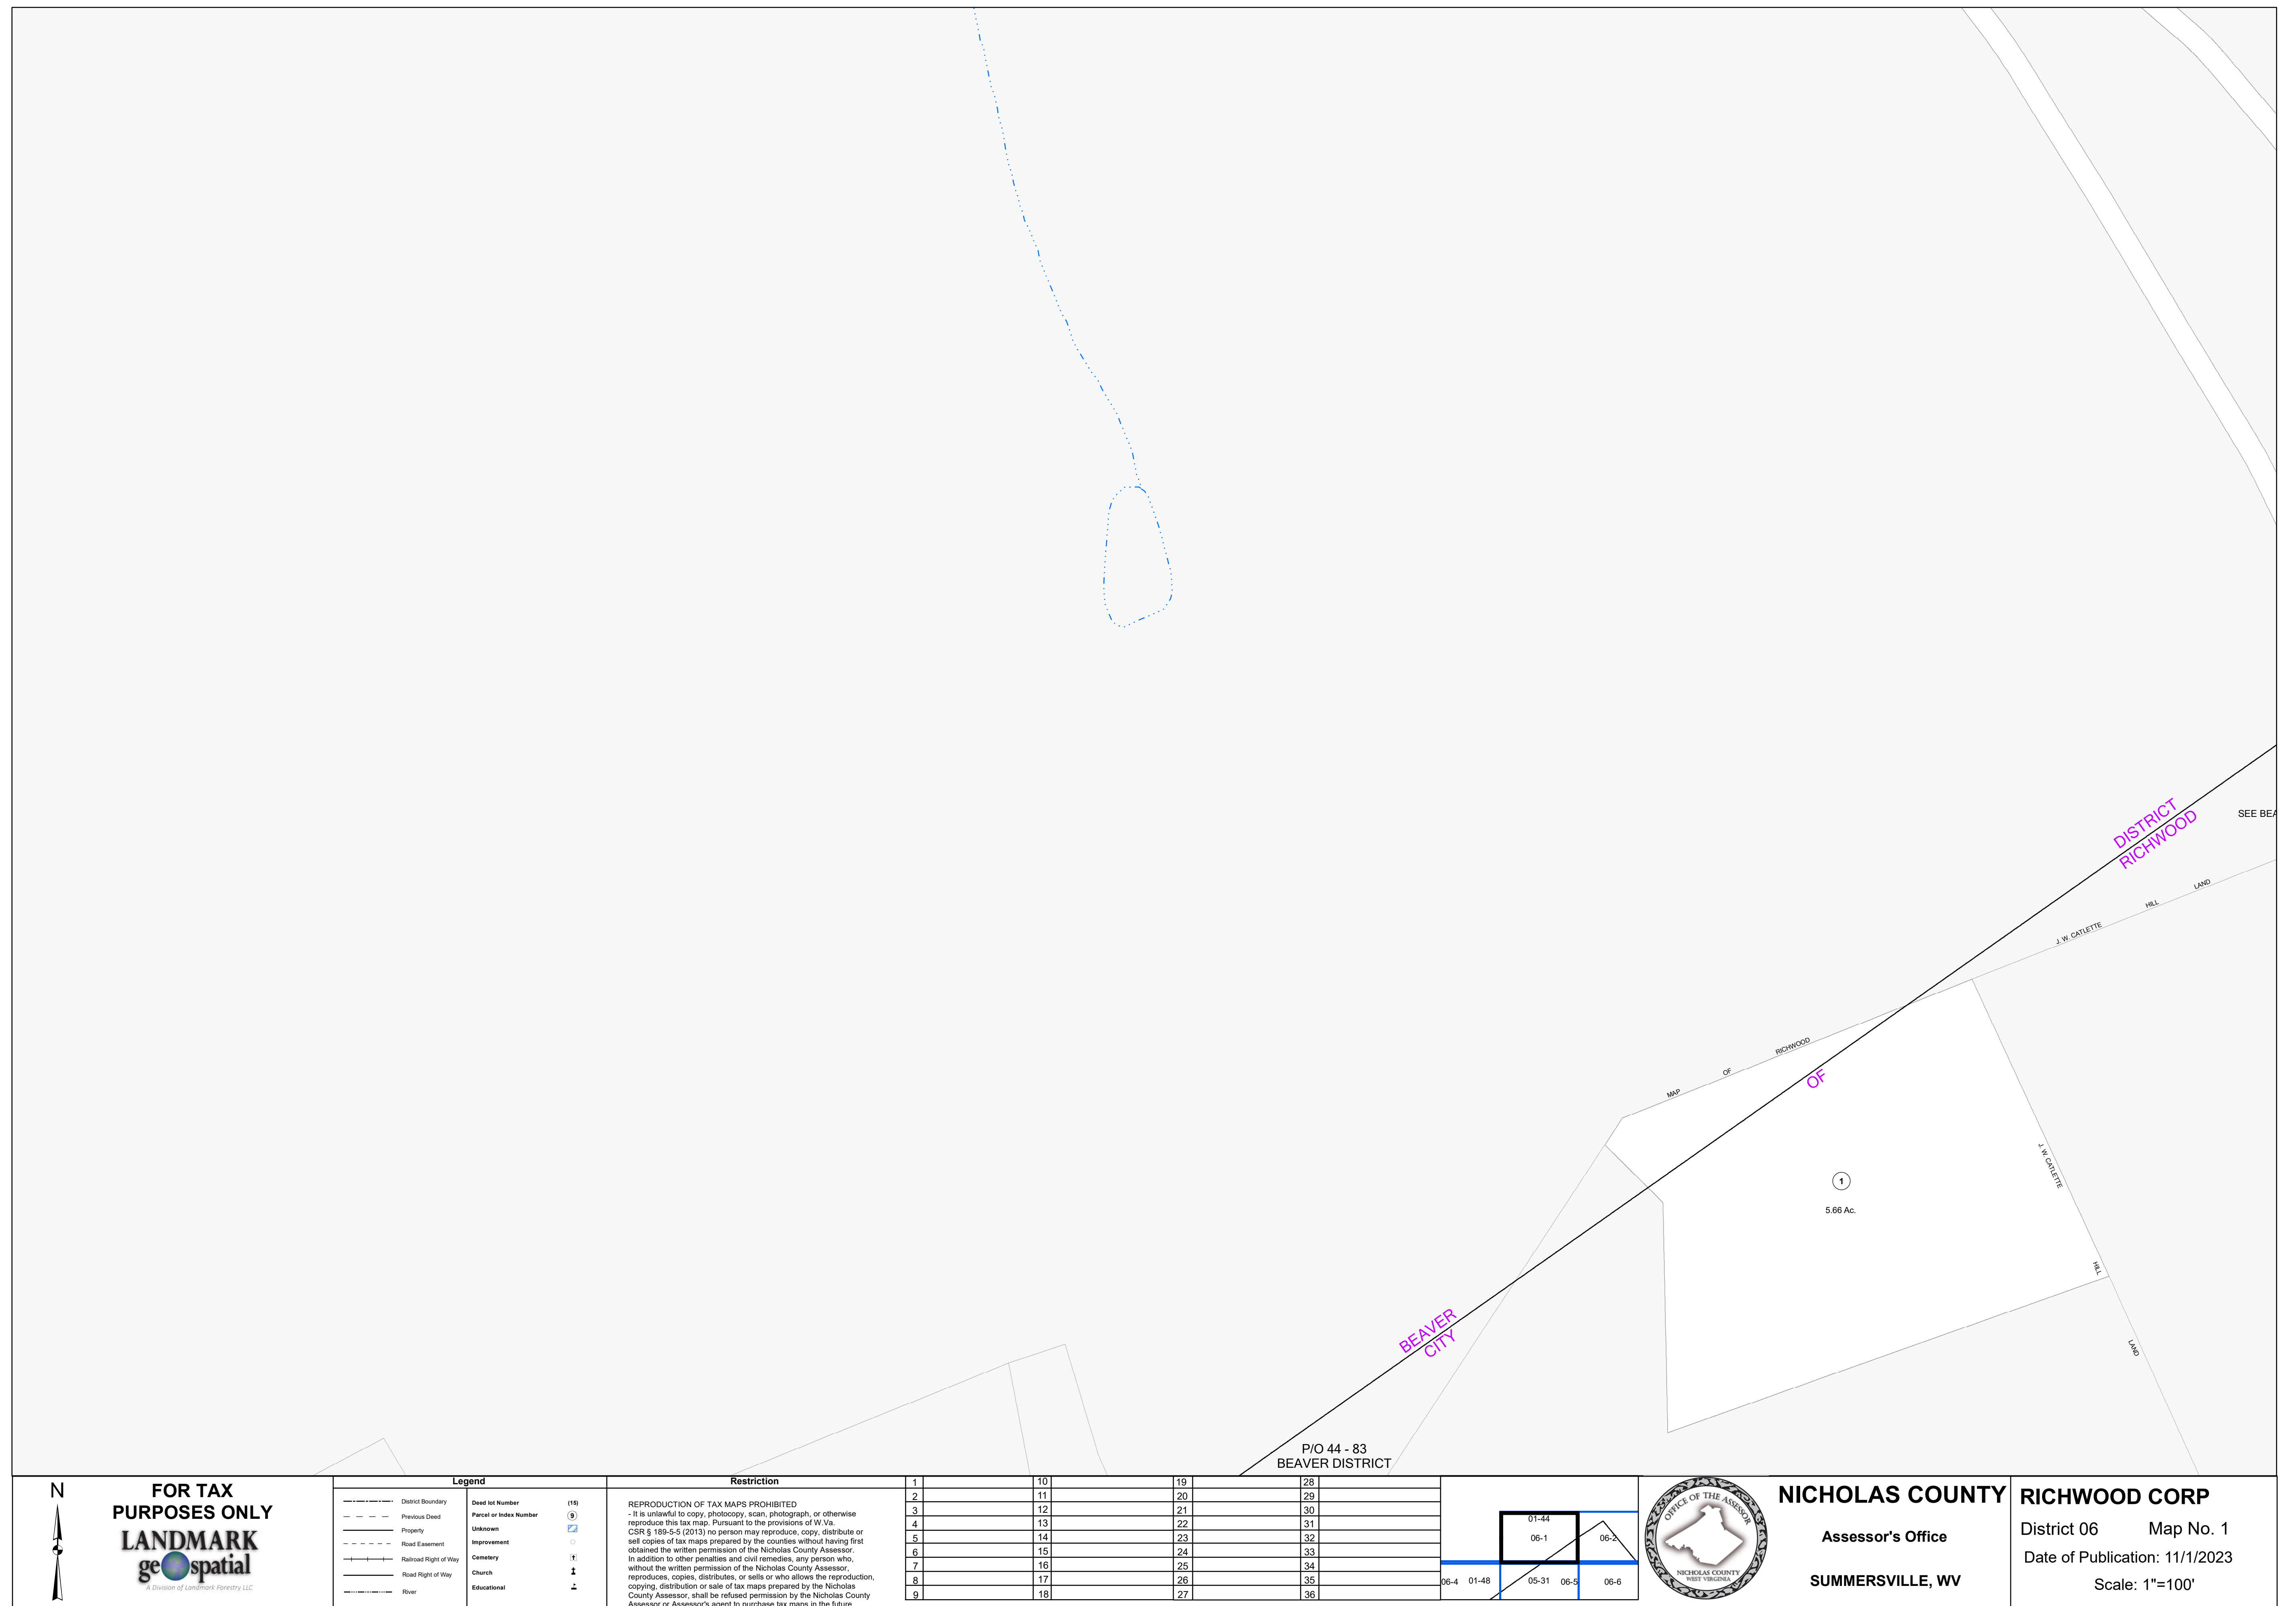 DISTRICT
RICHWOOD
SEE BEA
J. W. CATLETTE
HILL
LAND
MAP
OF
RICHWOOD
OF
J. W. CATLETTE
HILL
LAND
1
5.66 Ac.
BEAVER
CITY
P/O 44 - 83
BEAVER DISTRICT
N
FOR TAX
PURPOSES ONLY
LANDMARK
geospatial
A Division of Landmark Forestry LLC
Legend
District Boundary
Previous Deed
Property
Road Easement
Railroad Right of Way
Road Right of Way
River
Deed lot Number (15)
Parcel or Index Number 9
Unknown
Improvement
Cemetery
Church
Educational
Restriction
REPRODUCTION OF TAX MAPS PROHIBITED
- It is unlawful to copy, photocopy, scan, photograph, or otherwise
reproduce this tax map. Pursuant to the provisions of W.Va.
CSR § 189-5-5 (2013) no person may reproduce, copy, distribute or
sell copies of tax maps prepared by the counties without having first
obtained the written permission of the Nicholas County Assessor.
In addition to other penalties and civil remedies, any person who,
without the written permission of the Nicholas County Assessor,
reproduces, copies, distributes, or sells or who allows the reproduction,
copying, distribution or sale of tax maps prepared by the Nicholas
County Assessor, shall be refused permission by the Nicholas County
Assessor or Assessor's agent to purchase tax maps in the future.
1 10 19 28
2 11 20 29
3 12 21 30
4 13 22 31
5 14 23 32
6 15 24 33
7 16 25 34
8 17 26 35
9 18 27 36
01-44
06-1
06-2
06-4
01-48
05-31
06-5
06-6
OFFICE OF THE ASSESSOR
NICHOLAS COUNTY
WEST VIRGINIA
NICHOLAS COUNTY
Assessor's Office
SUMMERSVILLE, WV
RICHWOOD CORP
District 06 Map No. 1
Date of Publication: 11/1/2023
Scale: 1"=100'